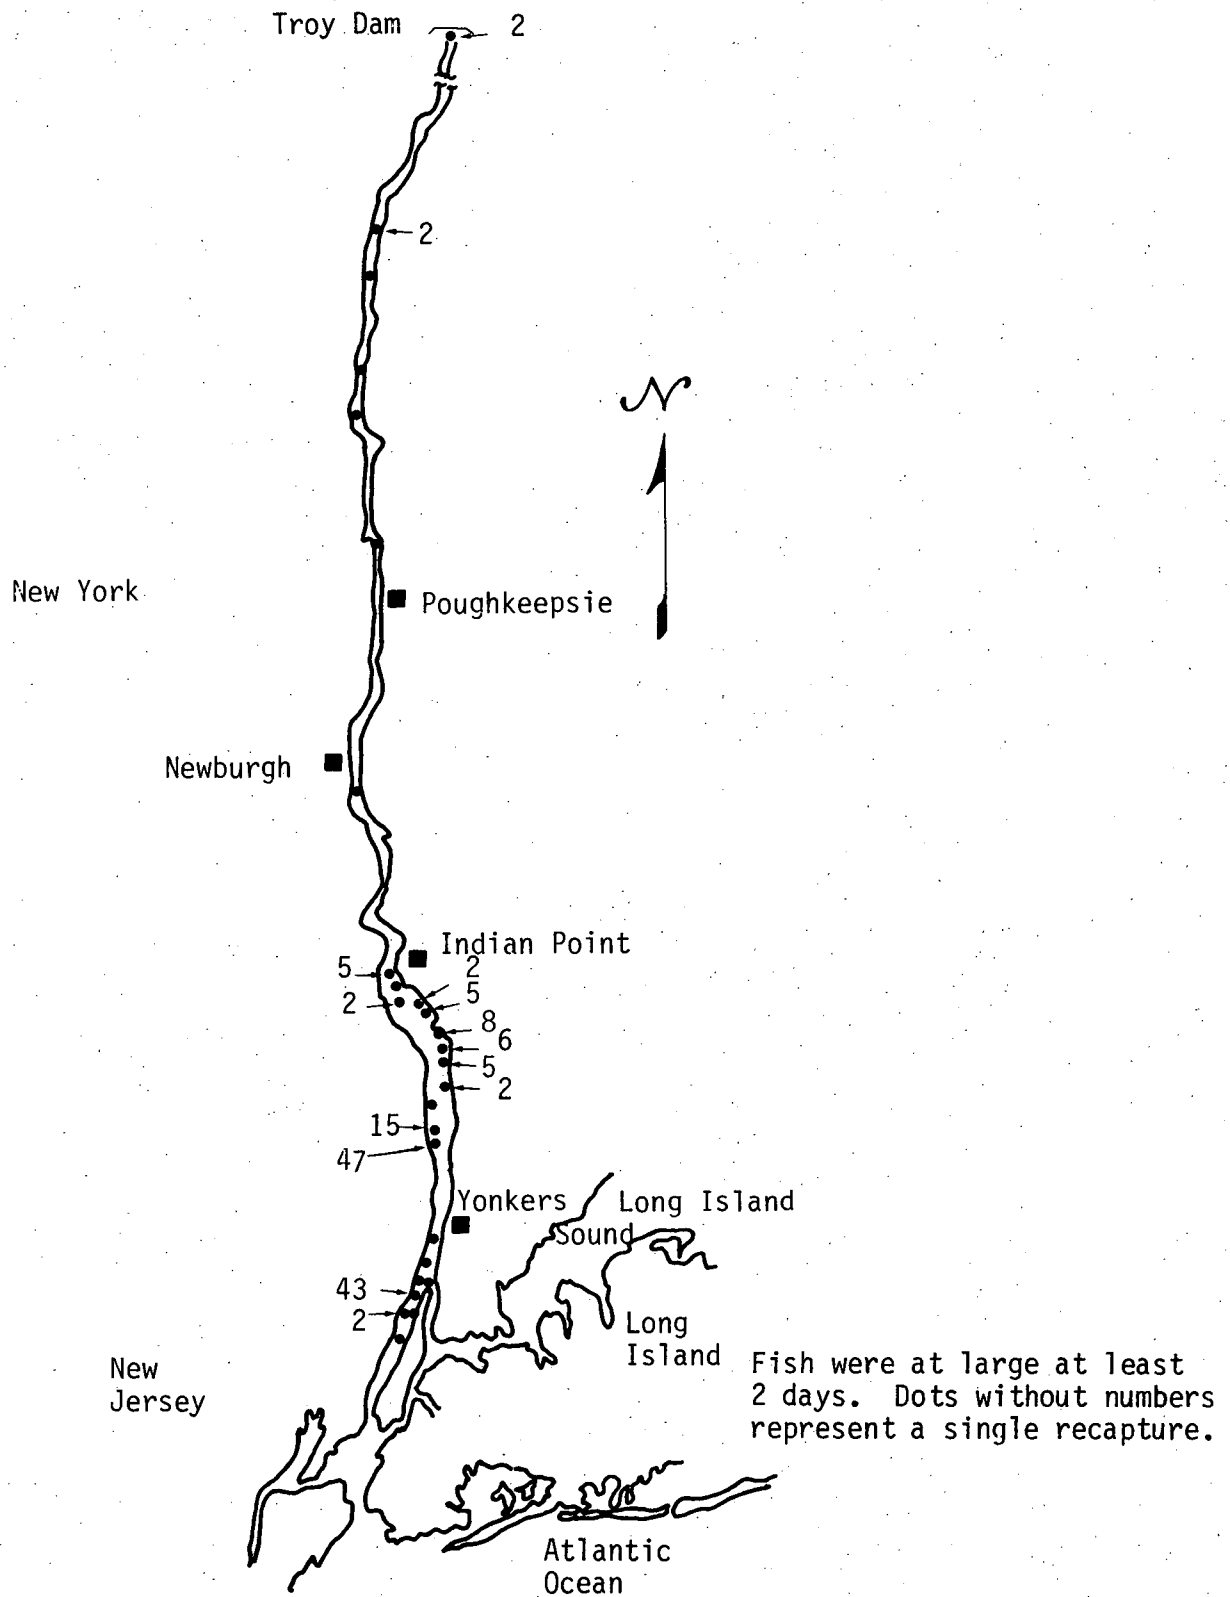 Troy Dam 2
2
N
New York
Poughkeepsie
Newburgh
Indian Point
5 2
2 5
8
6
5
2
15
47
Yonkers Long Island
Sound
43
2
Long
Island
New
Jersey
Fish were at large at least
2 days. Dots without numbers
represent a single recapture.
Atlantic
Ocean